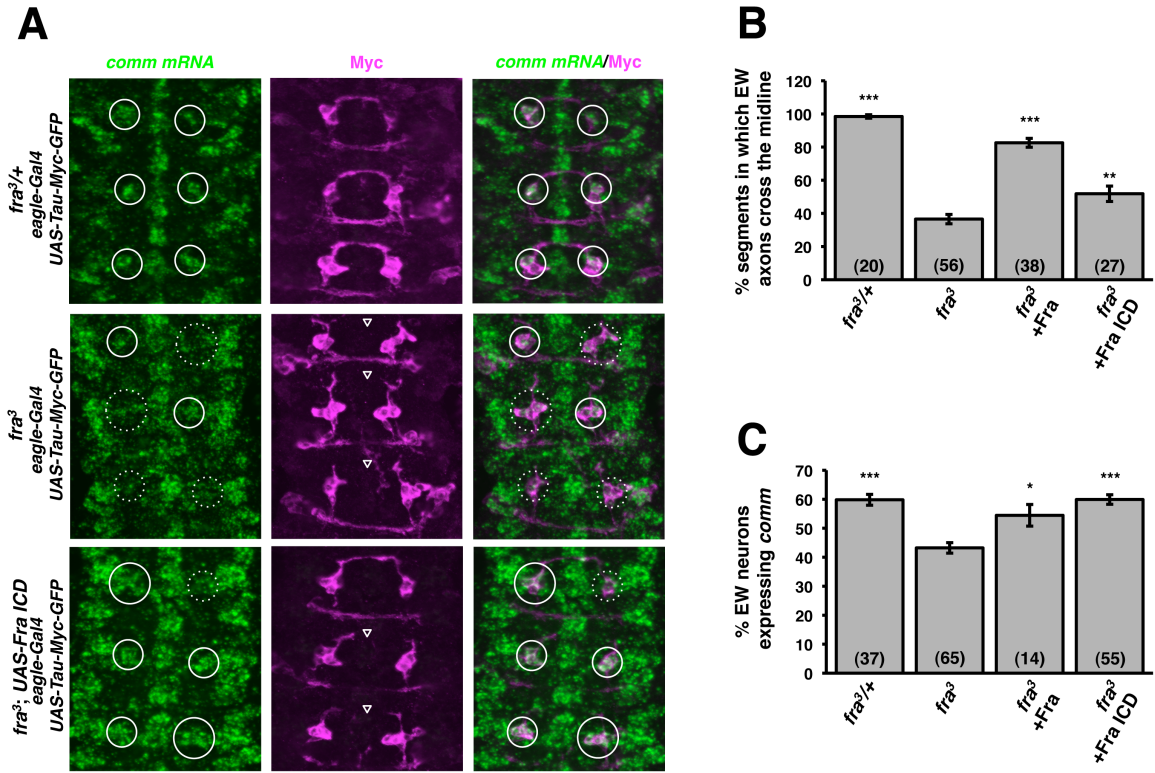 A
comm mRNA
Myc
comm mRNA/Myc
fra3/+
eagle-Gal4
UAS-Tau-Myc-GFP
fra3
eagle-Gal4
UAS-Tau-Myc-GFP
fra3; UAS-Fra ICD
eagle-Gal4
UAS-Tau-Myc-GFP
B
% segments in which EW
axons cross the midline
120
100
80
60
40
20
0
***
***
**
(20)
(56)
(38)
(27)
fra3/+
fra3
fra3
+Fra
fra3
+Fra ICD
C
% EW neurons
expressing comm
70
60
50
40
30
20
10
0
***
*
***
(37)
(65)
(14)
(55)
fra3/+
fra3
fra3
+Fra
fra3
+Fra ICD